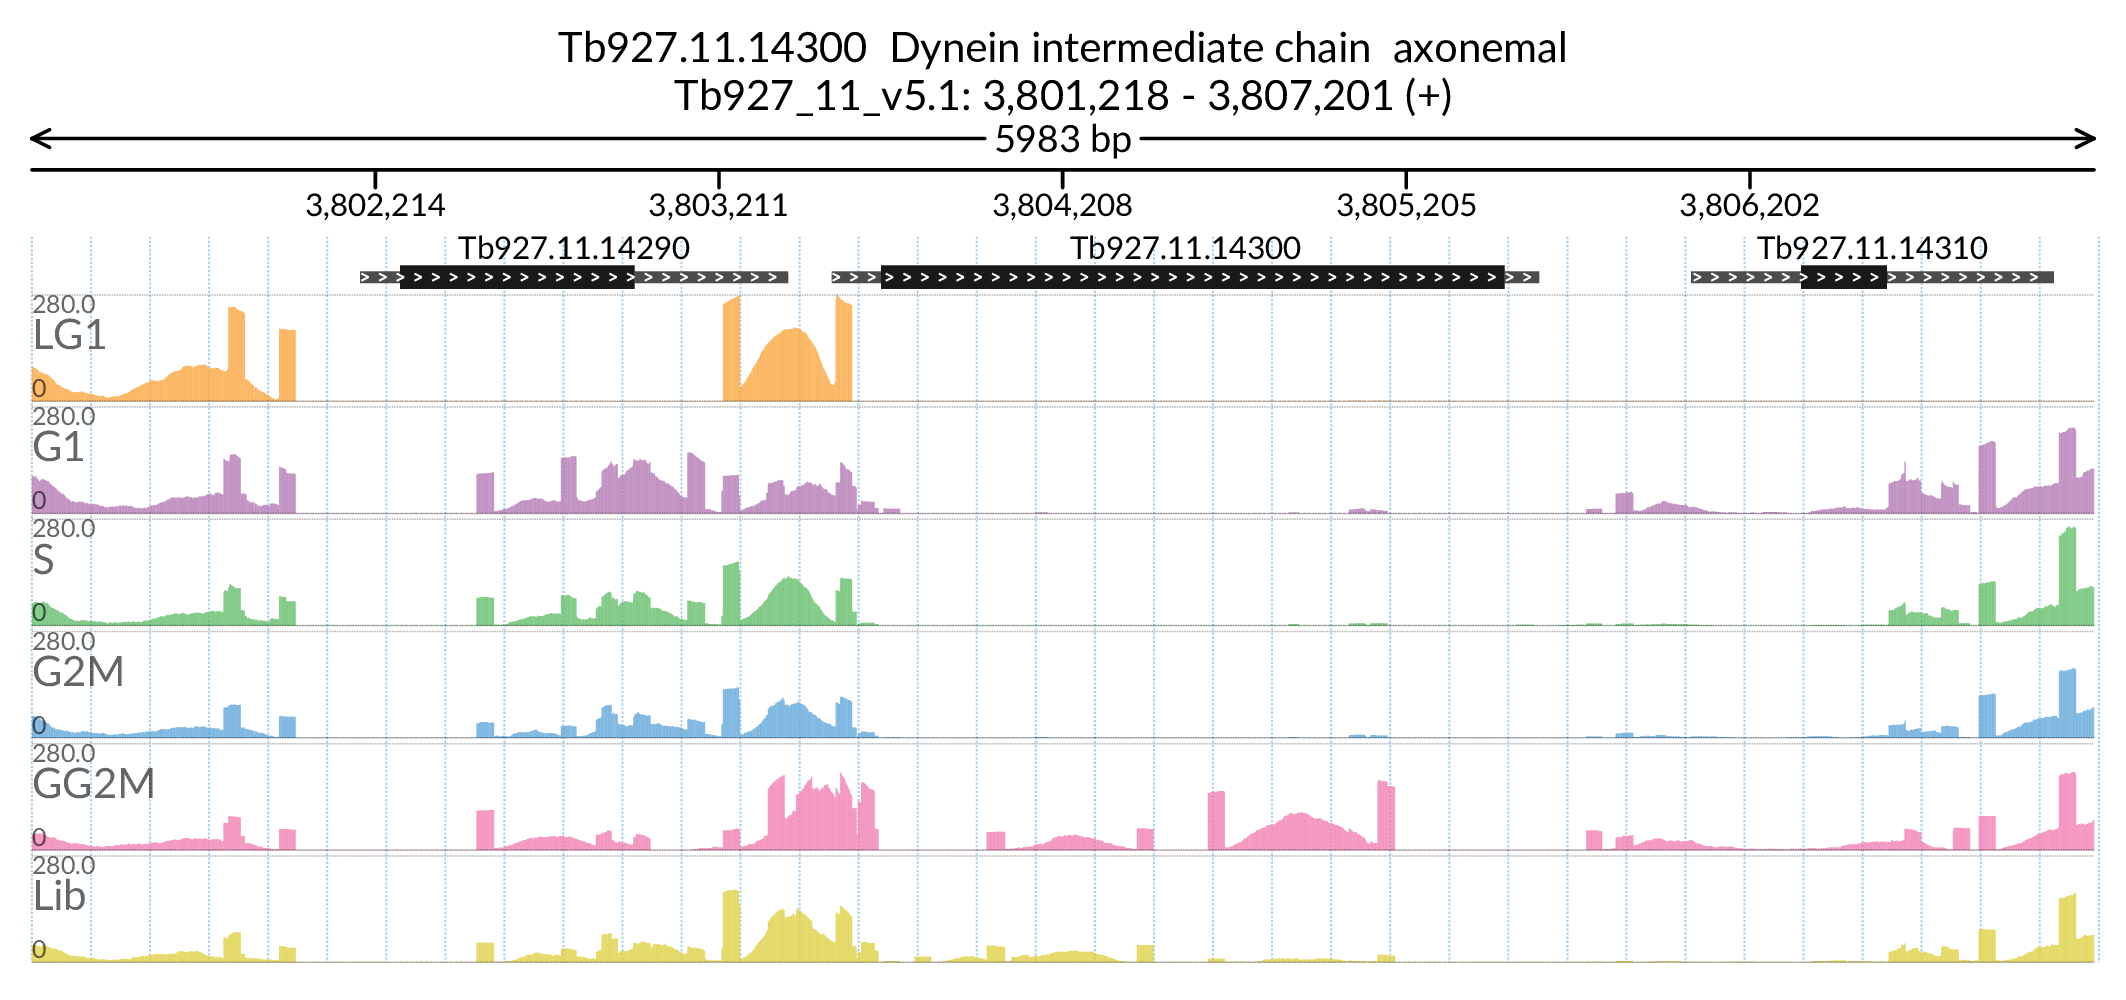 Tb927.11.14300  Dynein intermediate chain  axonemal
Tb927_11_v5.1: 3,801,218 - 3,807,201 (+)
5983 bp
3,802,214 3,803,211 3,804,208 3,805,205 3,806,202
Tb927.11.14290 Tb927.11.14300 Tb927.11.14310
280.0
LG1
0
280.0
G1
0
280.0
S
0
280.0
G2M
0
280.0
GG2M
0
280.0
Lib
0